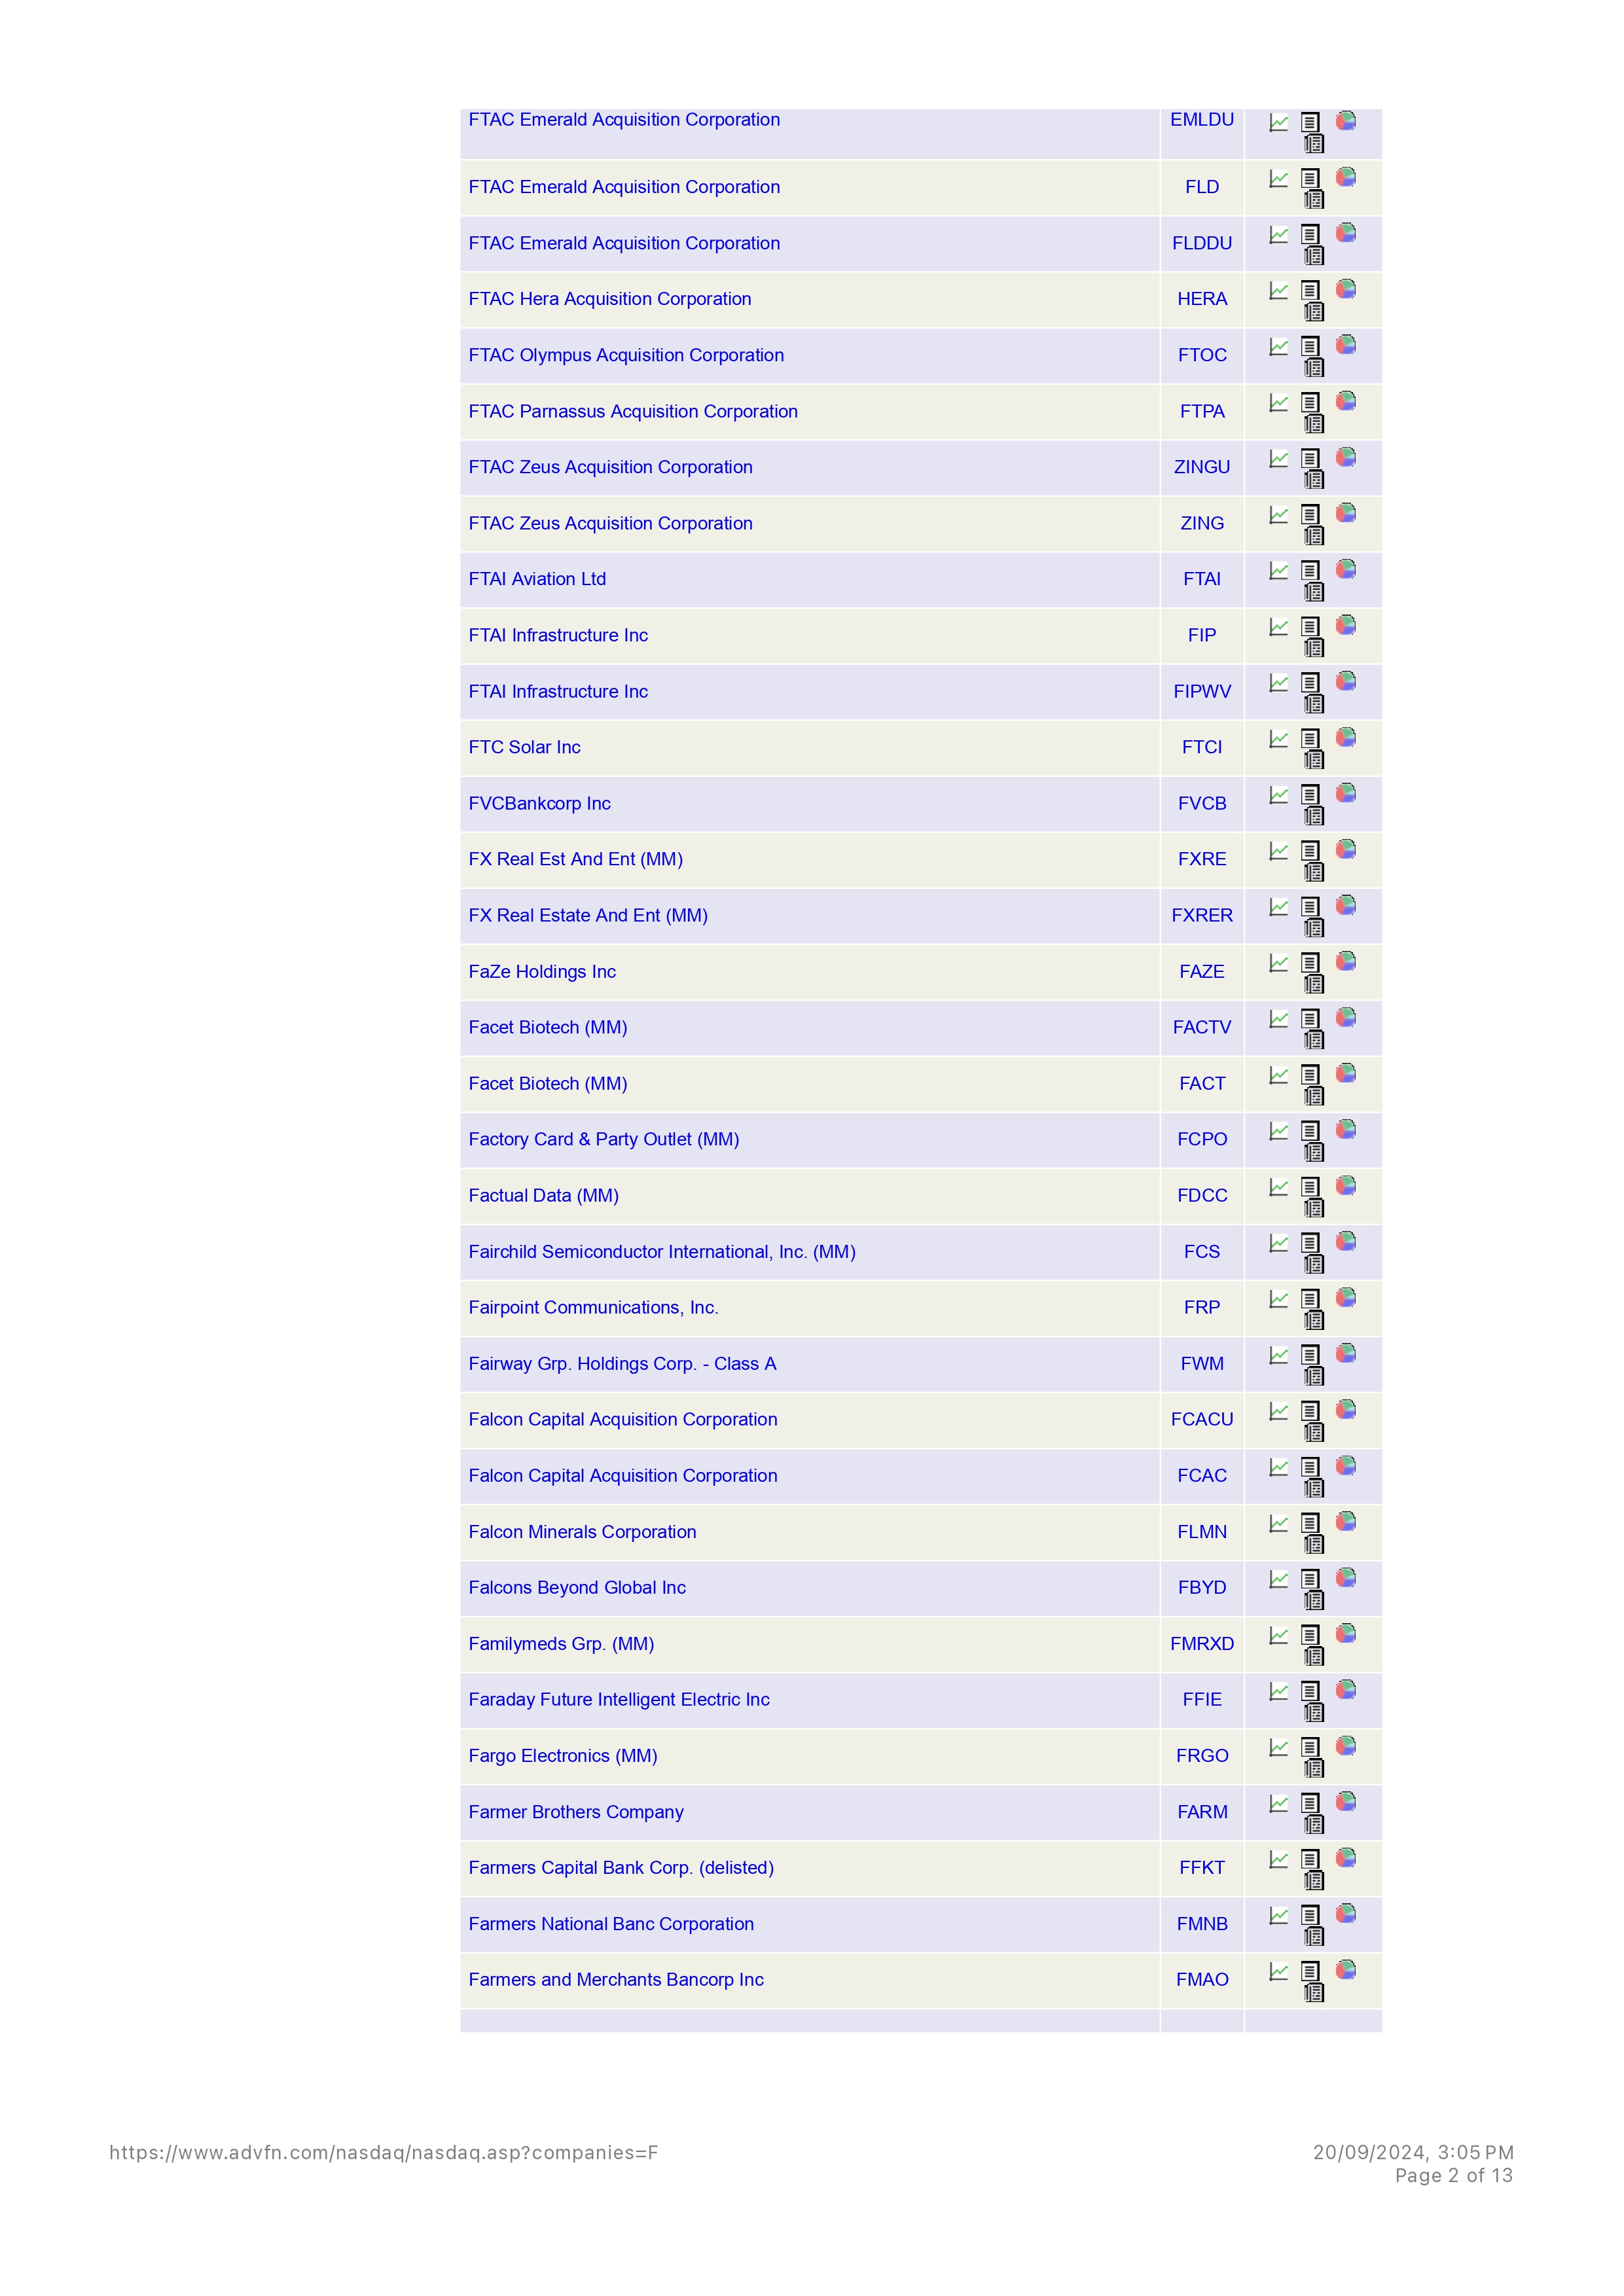 FTAC Emerald Acquisition Corporation EMLDU
FTAC Emerald Acquisition Corporation FLD
FTAC Emerald Acquisition Corporation FLDDU
FTAC Hera Acquisition Corporation HERA
FTAC Olympus Acquisition Corporation FTOC
FTAC Parnassus Acquisition Corporation FTPA
FTAC Zeus Acquisition Corporation ZINGU
FTAC Zeus Acquisition Corporation ZING
FTAI Aviation Ltd FTAI
FTAI Infrastructure Inc FIP
FTAI Infrastructure Inc FIPWV
FTC Solar Inc FTCI
FVCBankcorp Inc FVCB
FX Real Est And Ent (MM) FXRE
FX Real Estate And Ent (MM) FXRER
FaZe Holdings Inc FAZE
Facet Biotech (MM) FACTV
Facet Biotech (MM) FACT
Factory Card & Party Outlet (MM) FCPO
Factual Data (MM) FDCC
Fairchild Semiconductor International, Inc. (MM) FCS
Fairpoint Communications, Inc. FRP
Fairway Grp. Holdings Corp. - Class A FWM
Falcon Capital Acquisition Corporation FCACU
Falcon Capital Acquisition Corporation FCAC
Falcon Minerals Corporation FLMN
Falcons Beyond Global Inc FBYD
Familymeds Grp. (MM) FMRXD
Faraday Future Intelligent Electric Inc FFIE
Fargo Electronics (MM) FRGO
Farmer Brothers Company FARM
Farmers Capital Bank Corp. (delisted) FFKT
Farmers National Banc Corporation FMNB
Farmers and Merchants Bancorp Inc FMAO
https://www.advfn.com/nasdaq/nasdaq.asp?companies=F 20/09/2024, 3:05 PM
Page 2 of 13